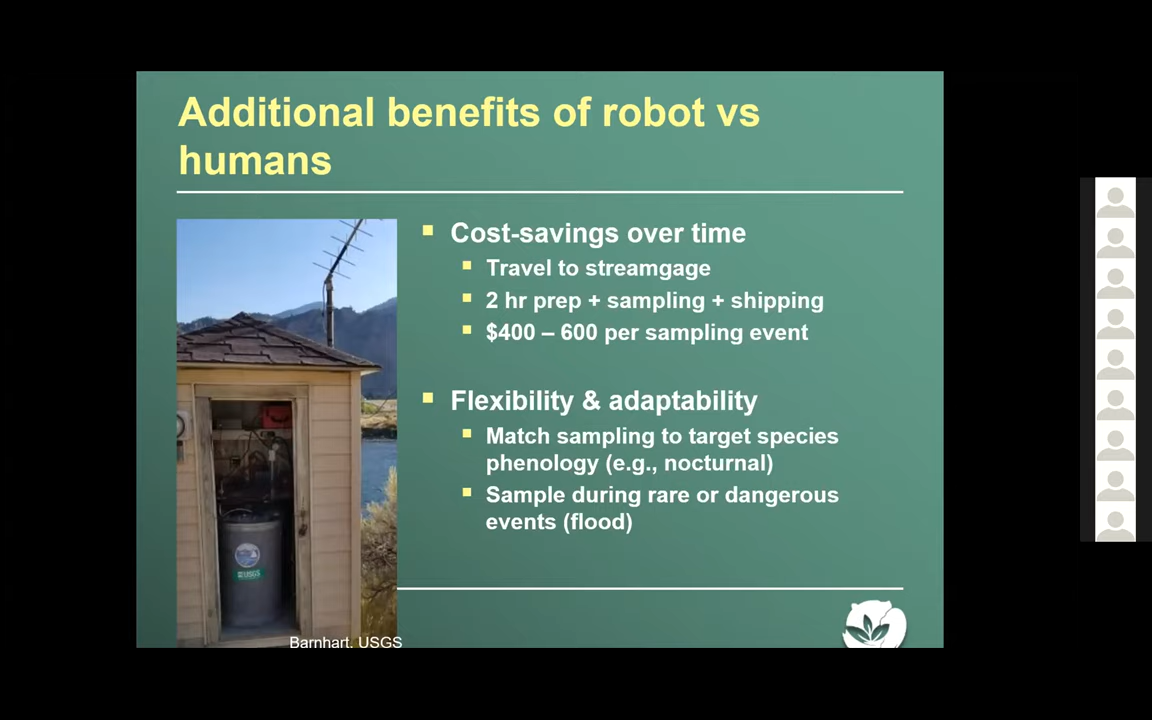 Additional benefits of robot vs
humans
Cost-savings over time
Travel to streamgage
2 hr prep + sampling + shipping
$400 – 600 per sampling event
Flexibility & adaptability
Match sampling to target species
phenology (e.g., nocturnal)
Sample during rare or dangerous
events (flood)
USGS
Barnhart, USGS